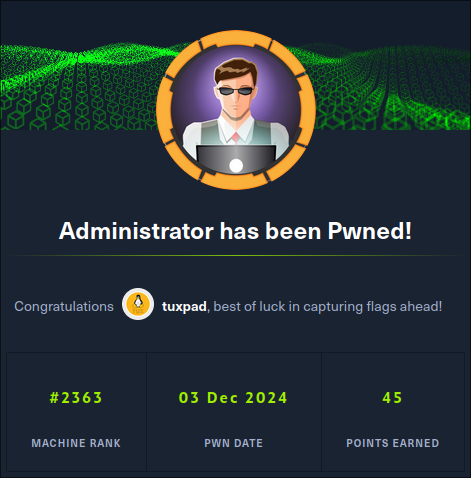 Administrator has been Pwned!
Congratulations tuxpad, best of luck in capturing flags ahead!
#2363 03 Dec 2024 45
MACHINE RANK PWN DATE POINTS EARNED